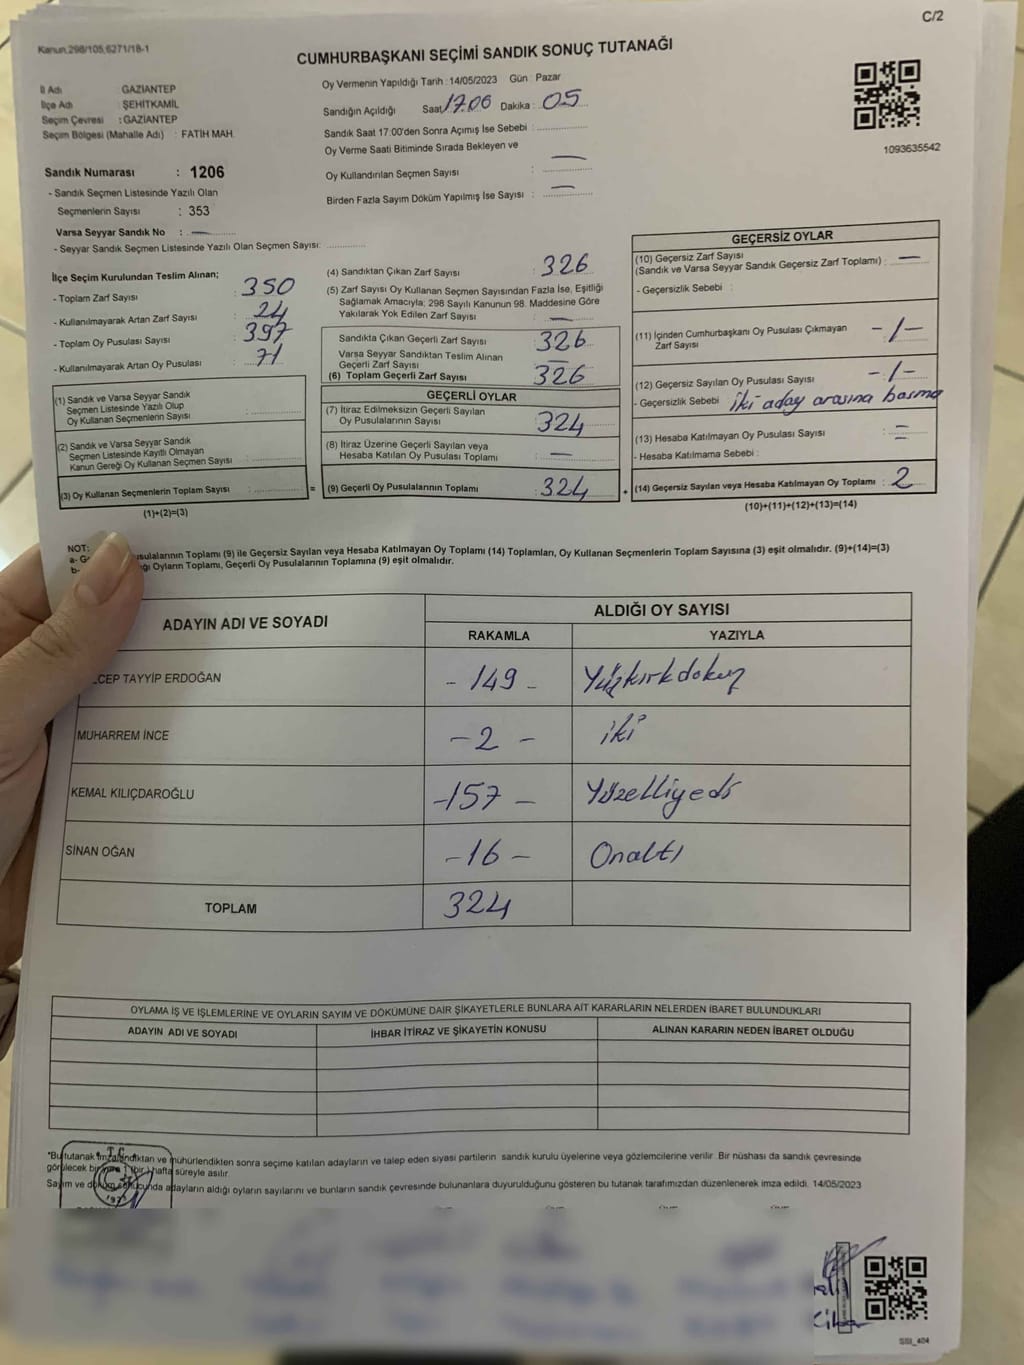 C/2
Kanun.298/105,6271/18-1
CUMHURBAŞKANI SEÇİMİ SANDIK SONUÇ TUTANAĞI
İl Adı : GAZİANTEP
İlçe Adı : ŞEHİTKAMİL
Seçim Çevresi : GAZİANTEP
Seçim Bölgesi (Mahalle Adı) : FATİH MAH.
Oy Vermenin Yapıldığı Tarih : 14/05/2023 Gün : Pazar
Sandığın Açıldığı Saat 17.06 Dakika : 05
Sandık Saat 17:00'den Sonra Açımış İse Sebebi :
Oy Verme Saati Bitiminde Sırada Bekleyen ve
Oy Kullandırılan Seçmen Sayısı : —
Birden Fazla Sayım Döküm Yapılmış İse Sayısı : —
1093635542
Sandık Numarası : 1206
- Sandık Seçmen Listesinde Yazılı Olan
Seçmenlerin Sayısı : 353
Varsa Seyyar Sandık No : —
- Seyyar Sandık Seçmen Listesinde Yazılı Olan Seçmen Sayısı:
İlçe Seçim Kurulundan Teslim Alınan;
- Toplam Zarf Sayısı : 350
- Kullanılmayarak Artan Zarf Sayısı : 24
- Toplam Oy Pusulası Sayısı : 397
- Kullanılmayarak Artan Oy Pusulası : 71
(1) Sandık ve Varsa Seyyar Sandık
Seçmen Listesinde Yazılı Olup
Oy Kullanan Seçmenlerin Sayısı :
(2) Sandık ve Varsa Seyyar Sandık
Seçmen Listesinde Kayıtlı Olmayan
Kanun Gereği Oy Kullanan Seçmen Sayısı :
(3) Oy Kullanan Seçmenlerin Toplam Sayısı :
(1)+(2)=(3)
(4) Sandıktan Çıkan Zarf Sayısı : 326
(5) Zarf Sayısı Oy Kullanan Seçmen Sayısından Fazla İse, Eşitliği
Sağlamak Amacıyla; 298 Sayılı Kanunun 98. Maddesine Göre
Yakılarak Yok Edilen Zarf Sayısı : —
Sandıkta Çıkan Geçerli Zarf Sayısı : 326
Varsa Seyyar Sandıktan Teslim Alınan
Geçerli Zarf Sayısı : —
(6) Toplam Geçerli Zarf Sayısı : 326
GEÇERLİ OYLAR
(7) İtiraz Edilmeksizin Geçerli Sayılan
Oy Pusulalarının Sayısı : 324
(8) İtiraz Üzerine Geçerli Sayılan veya
Hesaba Katılan Oy Pusulası Toplamı : —
= (9) Geçerli Oy Pusulalarının Toplamı : 324
GEÇERSİZ OYLAR
(10) Geçersiz Zarf Sayısı
(Sandık ve Varsa Seyyar Sandık Geçersiz Zarf Toplamı) : —
- Geçersizlik Sebebi :
(11) İçinden Cumhurbaşkanı Oy Pusulası Çıkmayan
Zarf Sayısı : -1-
(12) Geçersiz Sayılan Oy Pusulası Sayısı : -1-
- Geçersizlik Sebebi : İki aday arasına basma
(13) Hesaba Katılmayan Oy Pusulası Sayısı : =
- Hesaba Katılmama Sebebi :
+ (14) Geçersiz Sayılan veya Hesaba Katılmayan Oy Toplamı : 2
(10)+(11)+(12)+(13)=(14)
NOT:
a- pusulalarının Toplamı (9) ile Geçersiz Sayılan veya Hesaba Katılmayan Oy Toplamı (14) Toplamları, Oy Kullanan Seçmenlerin Toplam Sayısına (3) eşit olmalıdır. (9)+(14)=(3)
b- Oyların Toplamı, Geçerli Oy Pusulalarının Toplamına (9) eşit olmalıdır.
ADAYIN ADI VE SOYADI
ALDIĞI OY SAYISI
RAKAMLA YAZIYLA
CEP TAYYİP ERDOĞAN - 149 - Yüzkırkdokuz
MUHARREM İNCE - 2 - iki
KEMAL KILIÇDAROĞLU - 157 - Yüzelliyedi
SİNAN OĞAN - 16 - Onaltı
TOPLAM 324
OYLAMA İŞ VE İŞLEMLERİNE VE OYLARIN SAYIM VE DÖKÜMÜNE DAİR ŞİKAYETLERLE BUNLARA AİT KARARLARIN NELERDEN İBARET BULUNDUKLARI
ADAYIN ADI VE SOYADI İHBAR İTİRAZ VE ŞİKAYETİN KONUSU ALINAN KARARIN NEDEN İBARET OLDUĞU
"Bu tutanak imzalandıktan ve mühürlendikten sonra seçime katılan adayların ve talep eden siyasi partilerin sandık kurulu üyelerine veya gözlemcilerine verilir. Bir nüshası da sandık çevresinde
görülecek bir yere 1 (bir) hafta süreyle asılır.
Sayım ve döküm sonucunda adayların aldığı oyların sayılarını ve bunların sandık çevresinde bulunanlara duyurulduğunu gösteren bu tutanak tarafımızdan düzenlenerek imza edildi. 14/05/2023
T.C.
SSI_404